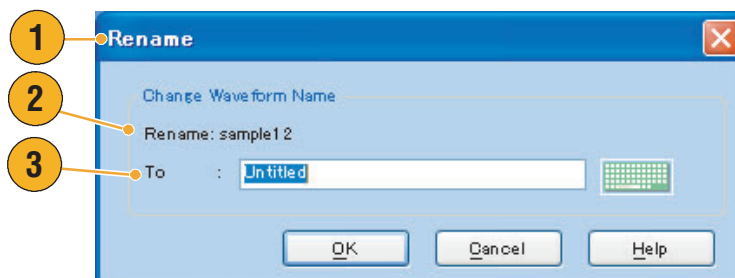 1
Rename
Change Waveform Name
2
Rename: sample12
3
To : Untitled
OK Cancel Help